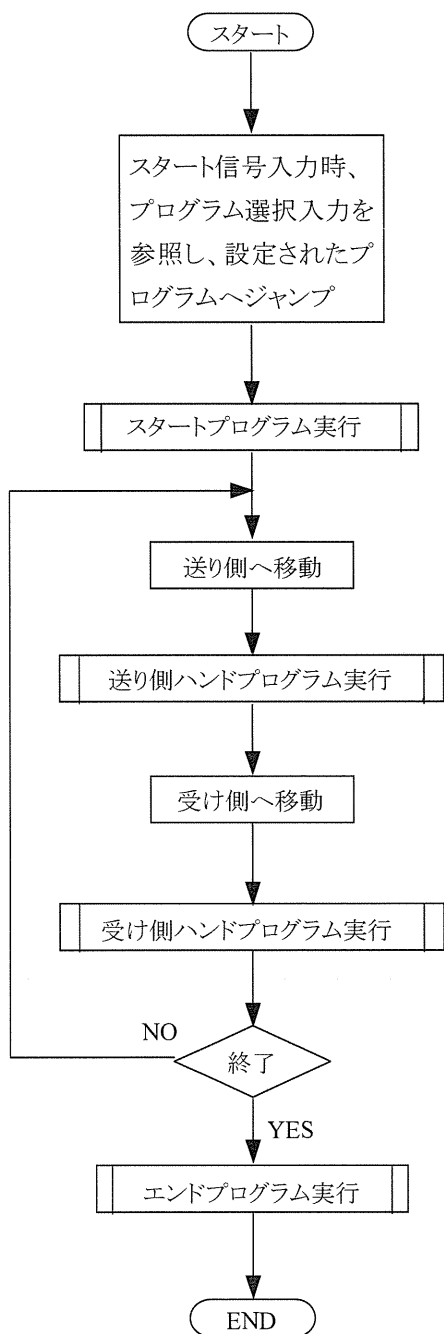 スタート
スタート信号入力時、
プログラム選択入力を
参照し、設定されたプ
ログラムへジャンプ
スタートプログラム実行
送り側へ移動
送り側ハンドプログラム実行
受け側へ移動
受け側ハンドプログラム実行
NO
終了
YES
エンドプログラム実行
END